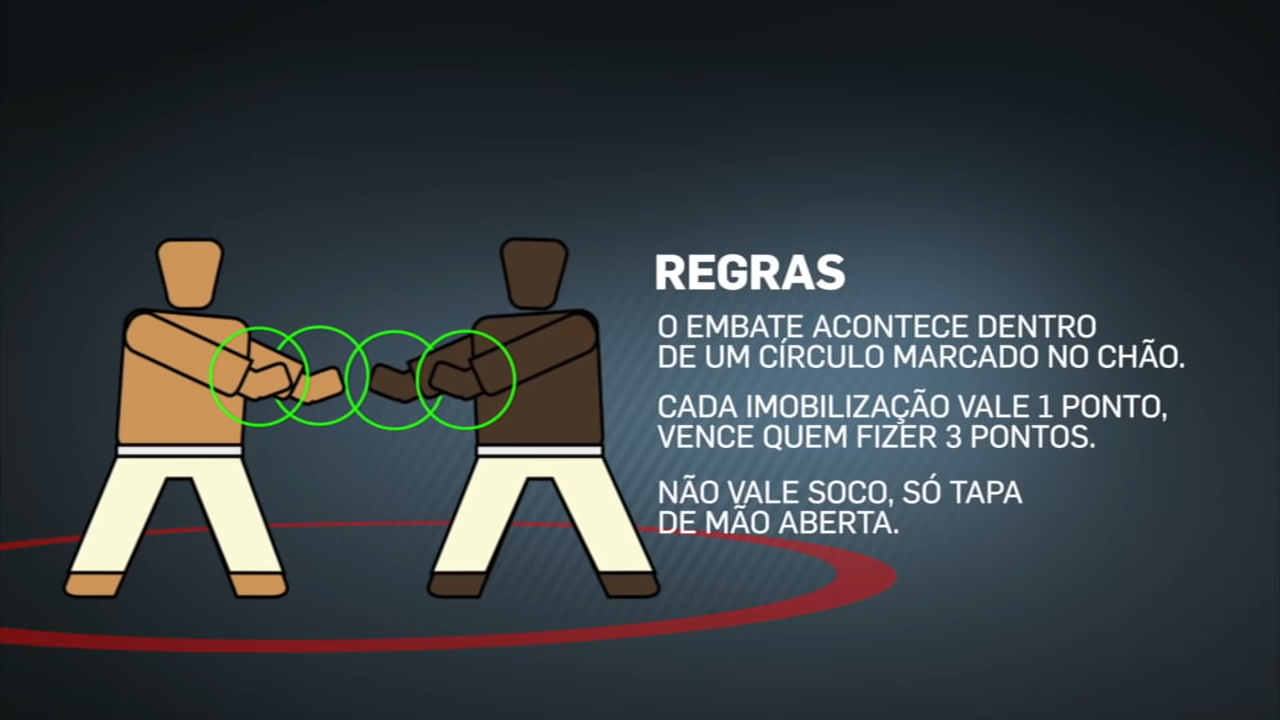 REGRAS
O EMBATE ACONTECE DENTRO
DE UM CÍRCULO MARCADO NO CHÃO.
CADA IMOBILIZAÇÃO VALE 1 PONTO,
VENCE QUEM FIZER 3 PONTOS.
NÃO VALE SOCO, SÓ TAPA
DE MÃO ABERTA.